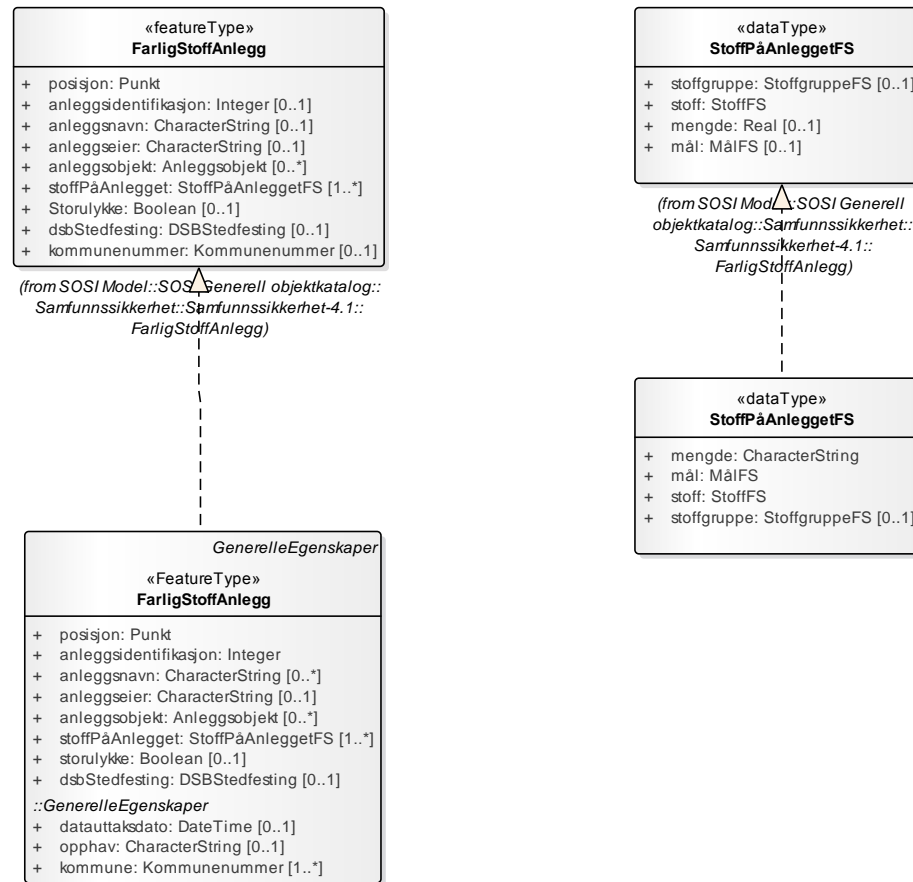 «featureType»
FarligStoffAnlegg
+ posisjon: Punkt
+ anleggsidentifikasjon: Integer [0..1]
+ anleggsnavn: CharacterString [0..1]
+ anleggseier: CharacterString [0..1]
+ anleggsobjekt: Anleggsobjekt [0..*]
+ stoffPåAnlegget: StoffPåAnleggetFS [1..*]
+ Storulykke: Boolean [0..1]
+ dsbStedfesting: DSBStedfesting [0..1]
+ kommunenummer: Kommunenummer [0..1]
(from SOSI Model::SOSI Generell objektkatalog::
Samfunnssikkerhet::Samfunnssikkerhet-4.1::
FarligStoffAnlegg)
«dataType»
StoffPåAnleggetFS
+ stoffgruppe: StoffgruppeFS [0..1]
+ stoff: StoffFS
+ mengde: Real [0..1]
+ mål: MålFS [0..1]
(from SOSI Model::SOSI Generell
objektkatalog::Samfunnssikkerhet::
Samfunnssikkerhet-4.1::
FarligStoffAnlegg)
«dataType»
StoffPåAnleggetFS
+ mengde: CharacterString
+ mål: MålFS
+ stoff: StoffFS
+ stoffgruppe: StoffgruppeFS [0..1]
GenerelleEgenskaper
«FeatureType»
FarligStoffAnlegg
+ posisjon: Punkt
+ anleggsidentifikasjon: Integer
+ anleggsnavn: CharacterString [0..*]
+ anleggseier: CharacterString [0..1]
+ anleggsobjekt: Anleggsobjekt [0..*]
+ stoffPåAnlegget: StoffPåAnleggetFS [1..*]
+ storulykke: Boolean [0..1]
+ dsbStedfesting: DSBStedfesting [0..1]
::GenerelleEgenskaper
+ datauttaksdato: DateTime [0..1]
+ opphav: CharacterString [0..1]
+ kommune: Kommunenummer [1..*]